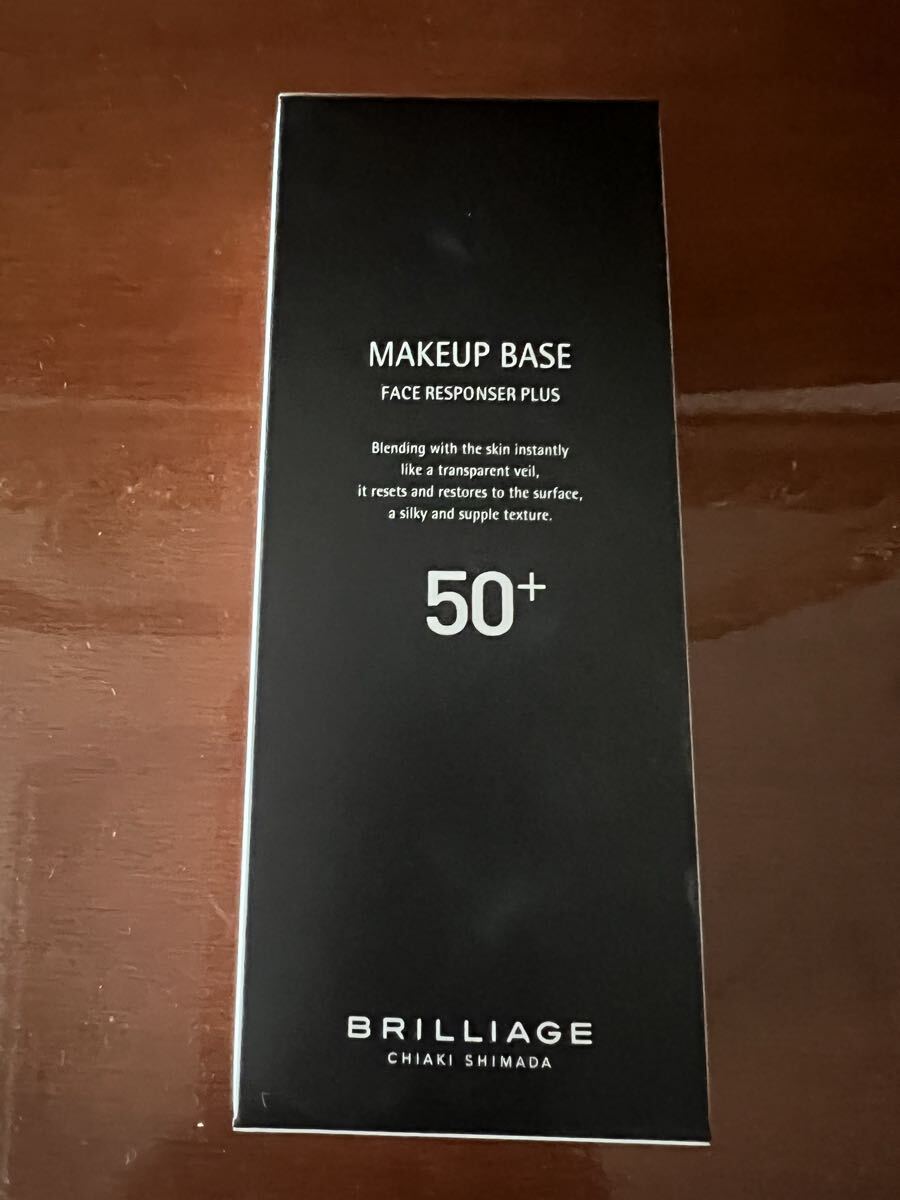 MAKEUP BASE
FACE RESPONSER PLUS
Blending with the skin instantly
like a transparent veil,
it resets and restores to the surface,
a silky and supple texture.
50+
BRILLIAGE
CHIAKI SHIMADA